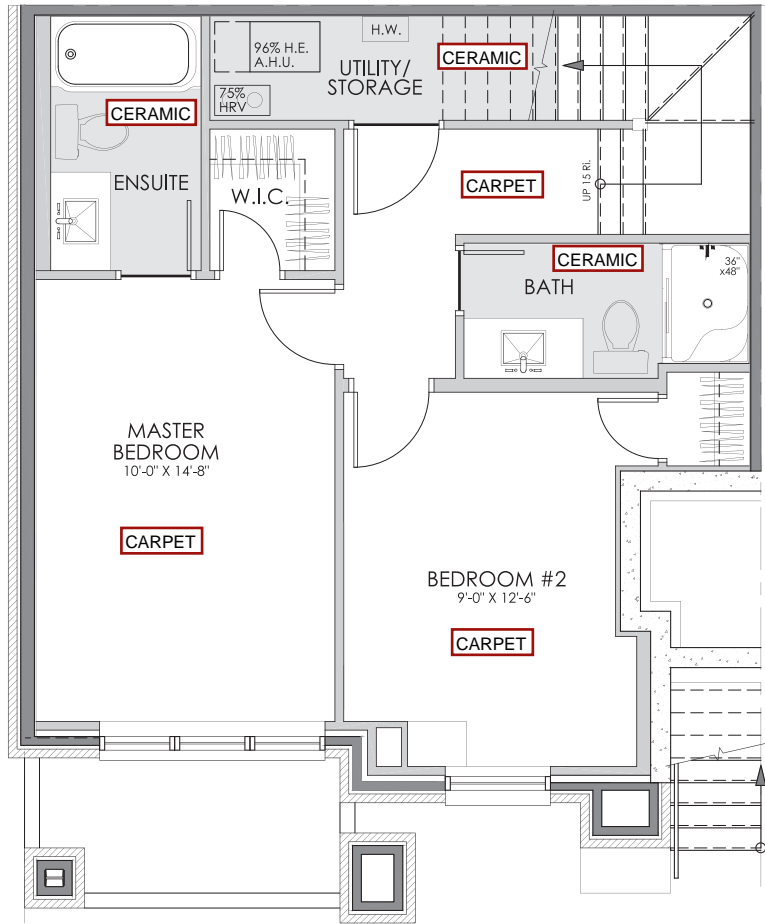 H.W.
96% H.E.
A.H.U.
UTILITY/
STORAGE
CERAMIC
75%
HRV
CERAMIC
ENSUITE
W.I.C.
CARPET
UP 15 Ri.
CERAMIC
BATH
36"
x48"
MASTER
BEDROOM
10'-0" X 14'-8"
CARPET
BEDROOM #2
9'-0" X 12'-6"
CARPET